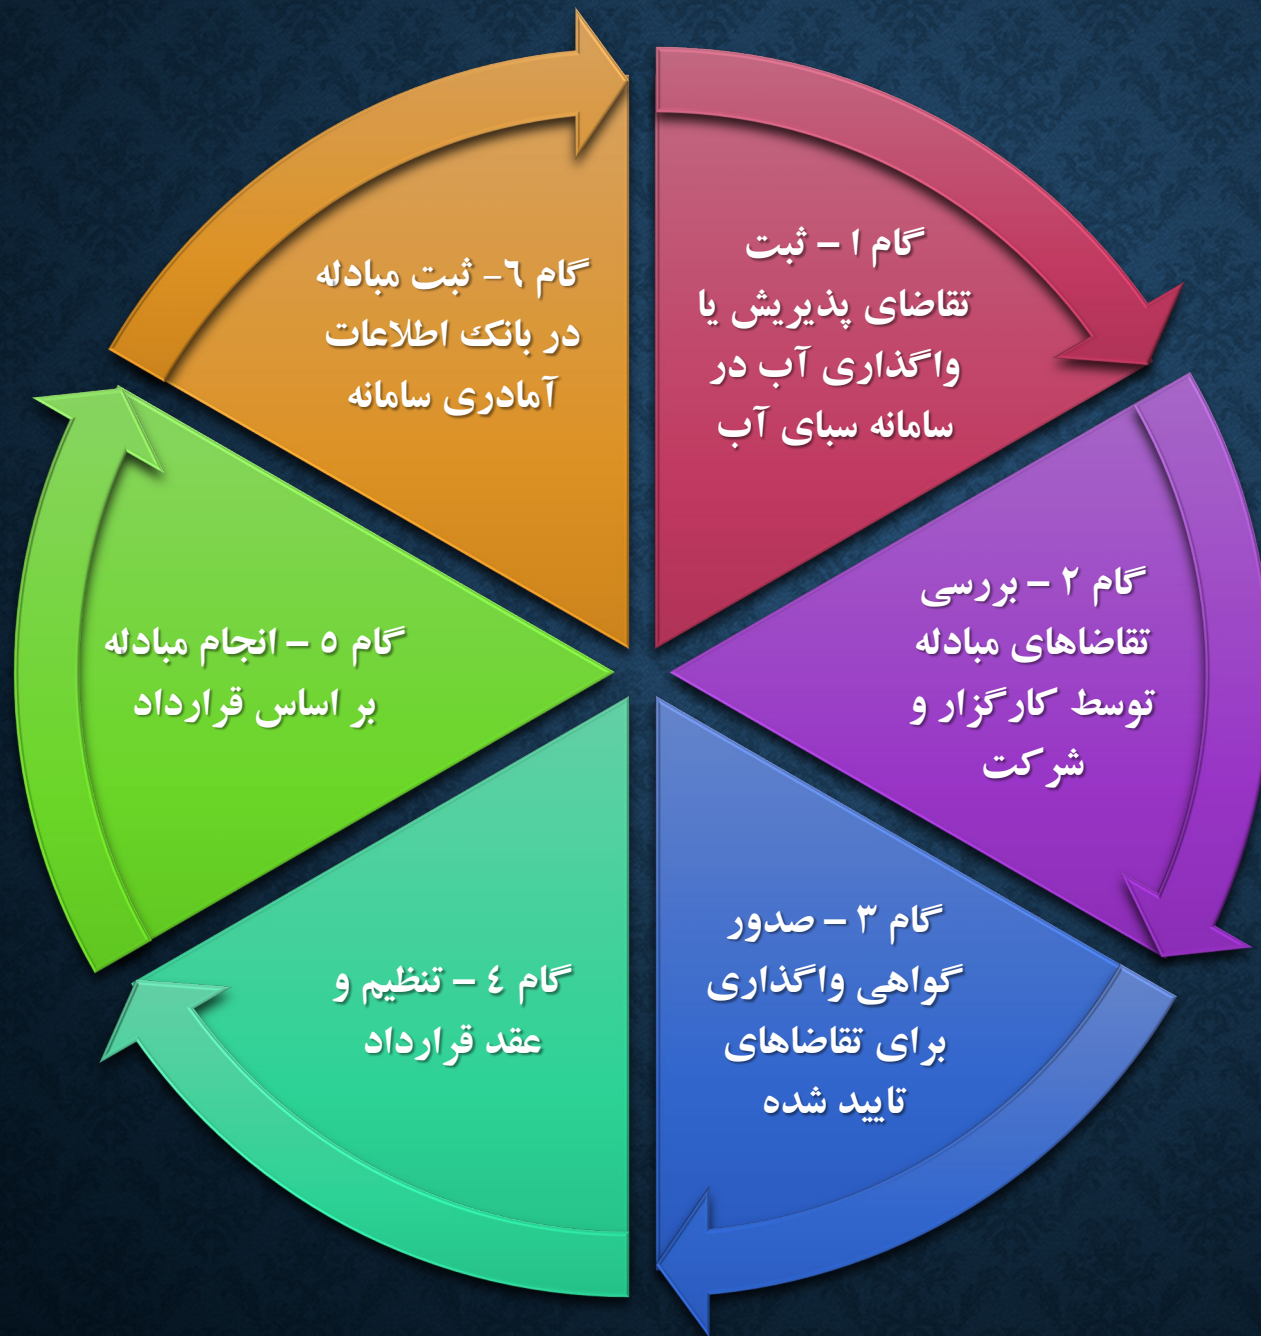 گام ۱ – ثبت
تقاضای پذیریش یا
واگذاری آب در
سامانه سبای آب
گام ۲ – بررسی
تقاضاهای مبادله
توسط کارگزار و
شرکت
گام ۳ – صدور
گواهی واگذاری
برای تقاضاهای
تایید شده
گام ٤ – تنظیم و
عقد قرارداد
گام ٥ – انجام مبادله
بر اساس قرارداد
گام ٦- ثبت مبادله
در بانک اطلاعات
آمادری سامانه